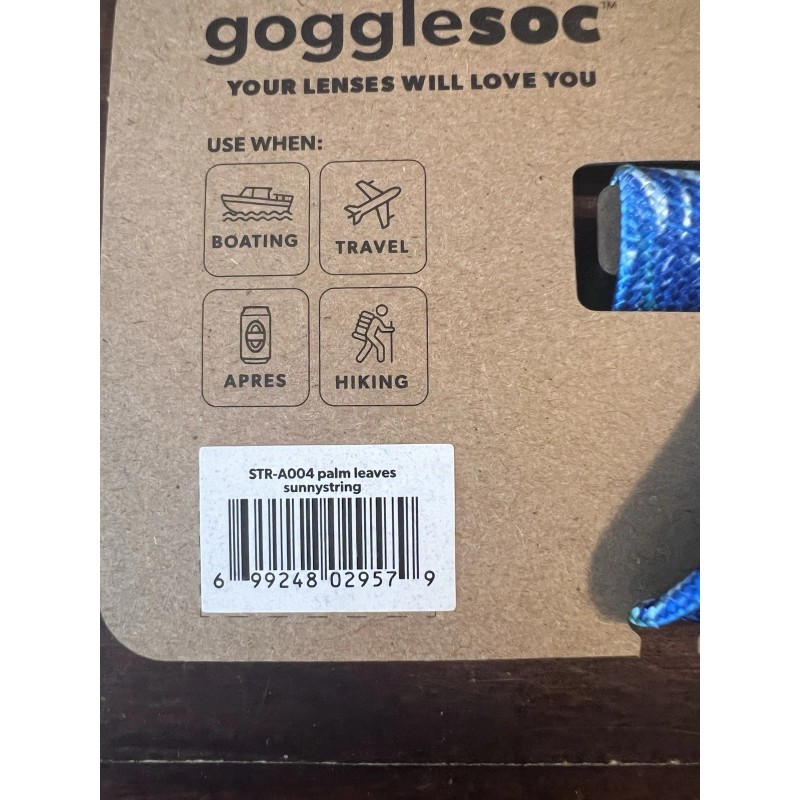 gogglesoc™
YOUR LENSES WILL LOVE YOU
USE WHEN:
BOATING
TRAVEL
APRES
HIKING
STR-A004 palm leaves
sunnystring
6 99248 02957 9